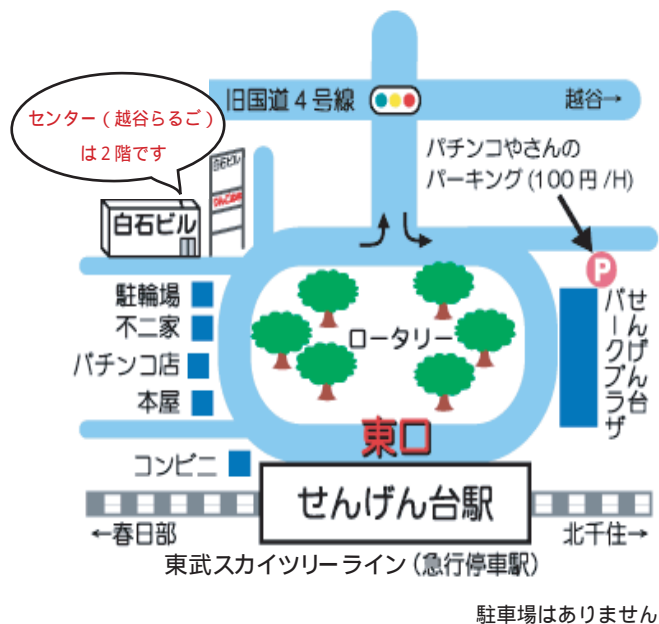 旧国道4号線
越谷→
センター(越谷らるご)
は2階です
パチンコやさんの
パーキング(100円/H)
白石ビル
白石ビル
P
駐輪場
不二家
パチンコ店
本屋
ロータリー
せんげん台
パークプラザ
東口
コンビニ
せんげん台駅
←春日部
北千住→
東武スカイツリーライン(急行停車駅)
駐車場はありません